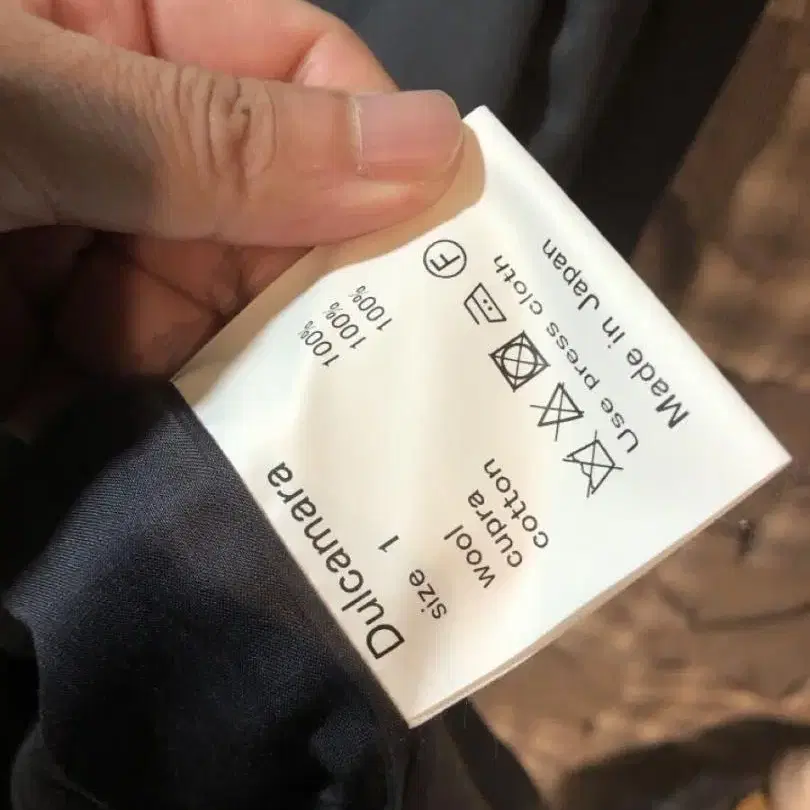 Dulcamara
size 1
wool 100%
cupra 100%
cotton 100%
F
Use press cloth
Made in Japan